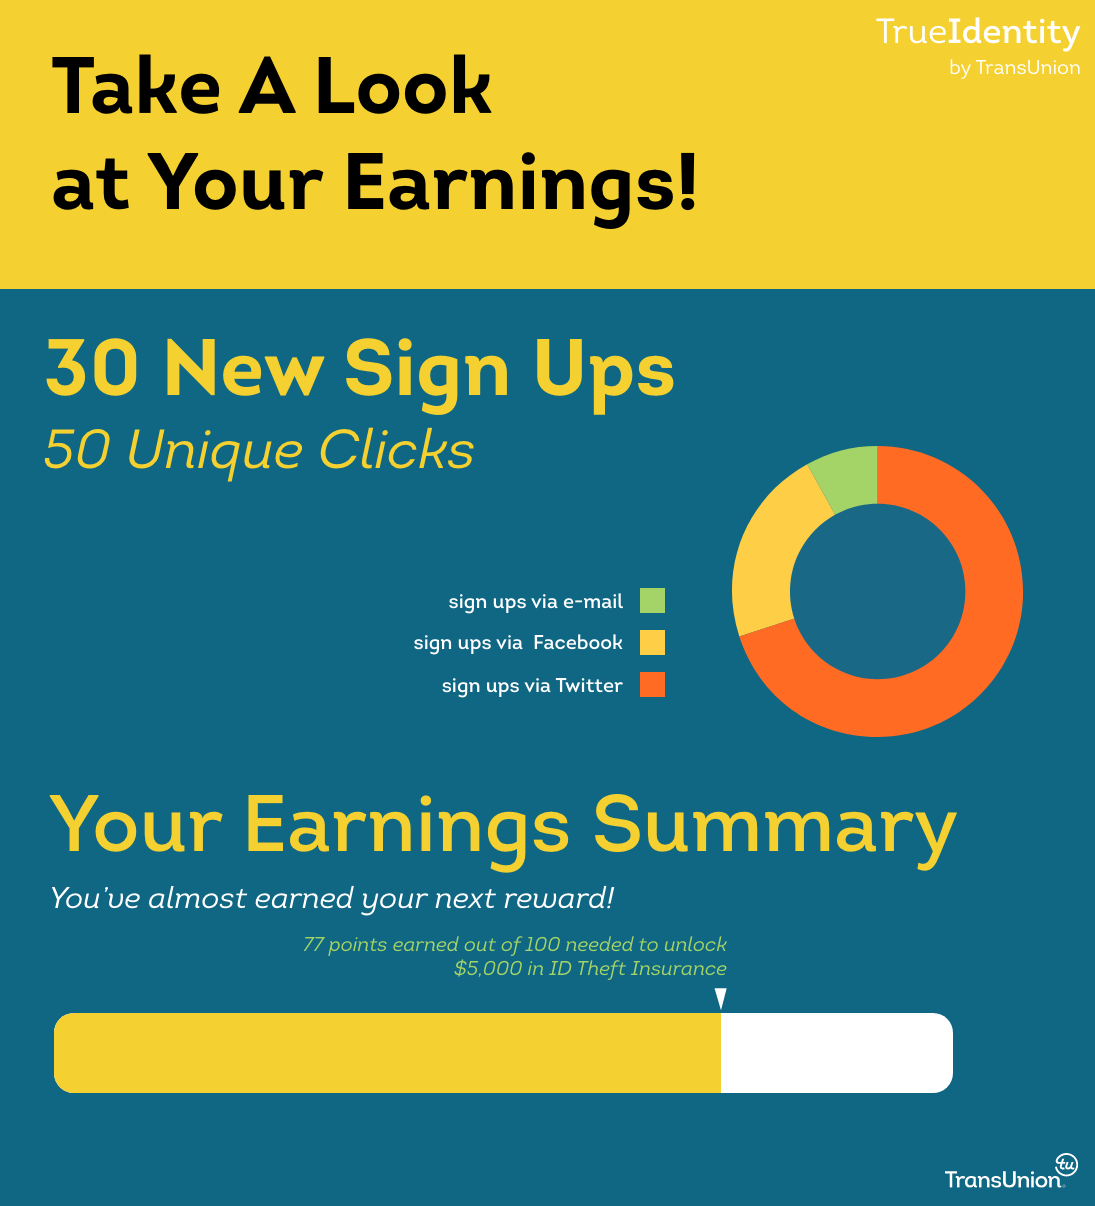 TrueIdentity
by TransUnion
Take A Look
at Your Earnings!
30 New Sign Ups
50 Unique Clicks
sign ups via e-mail
sign ups via Facebook
sign ups via Twitter
Your Earnings Summary
You've almost earned your next reward!
77 points earned out of 100 needed to unlock
$5,000 in ID Theft Insurance
tu
TransUnion